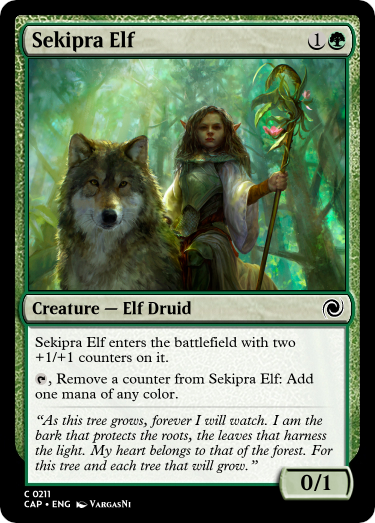 Sekipra Elf 1
Creature — Elf Druid
Sekipra Elf enters the battlefield with two
+1/+1 counters on it.
, Remove a counter from Sekipra Elf: Add
one mana of any color.
“As this tree grows, forever I will watch. I am the
bark that protects the roots, the leaves that harness
the light. My heart belongs to that of the forest. For
this tree and each tree that will grow.”
0/1
C 0211
CAP • ENG VargasNi